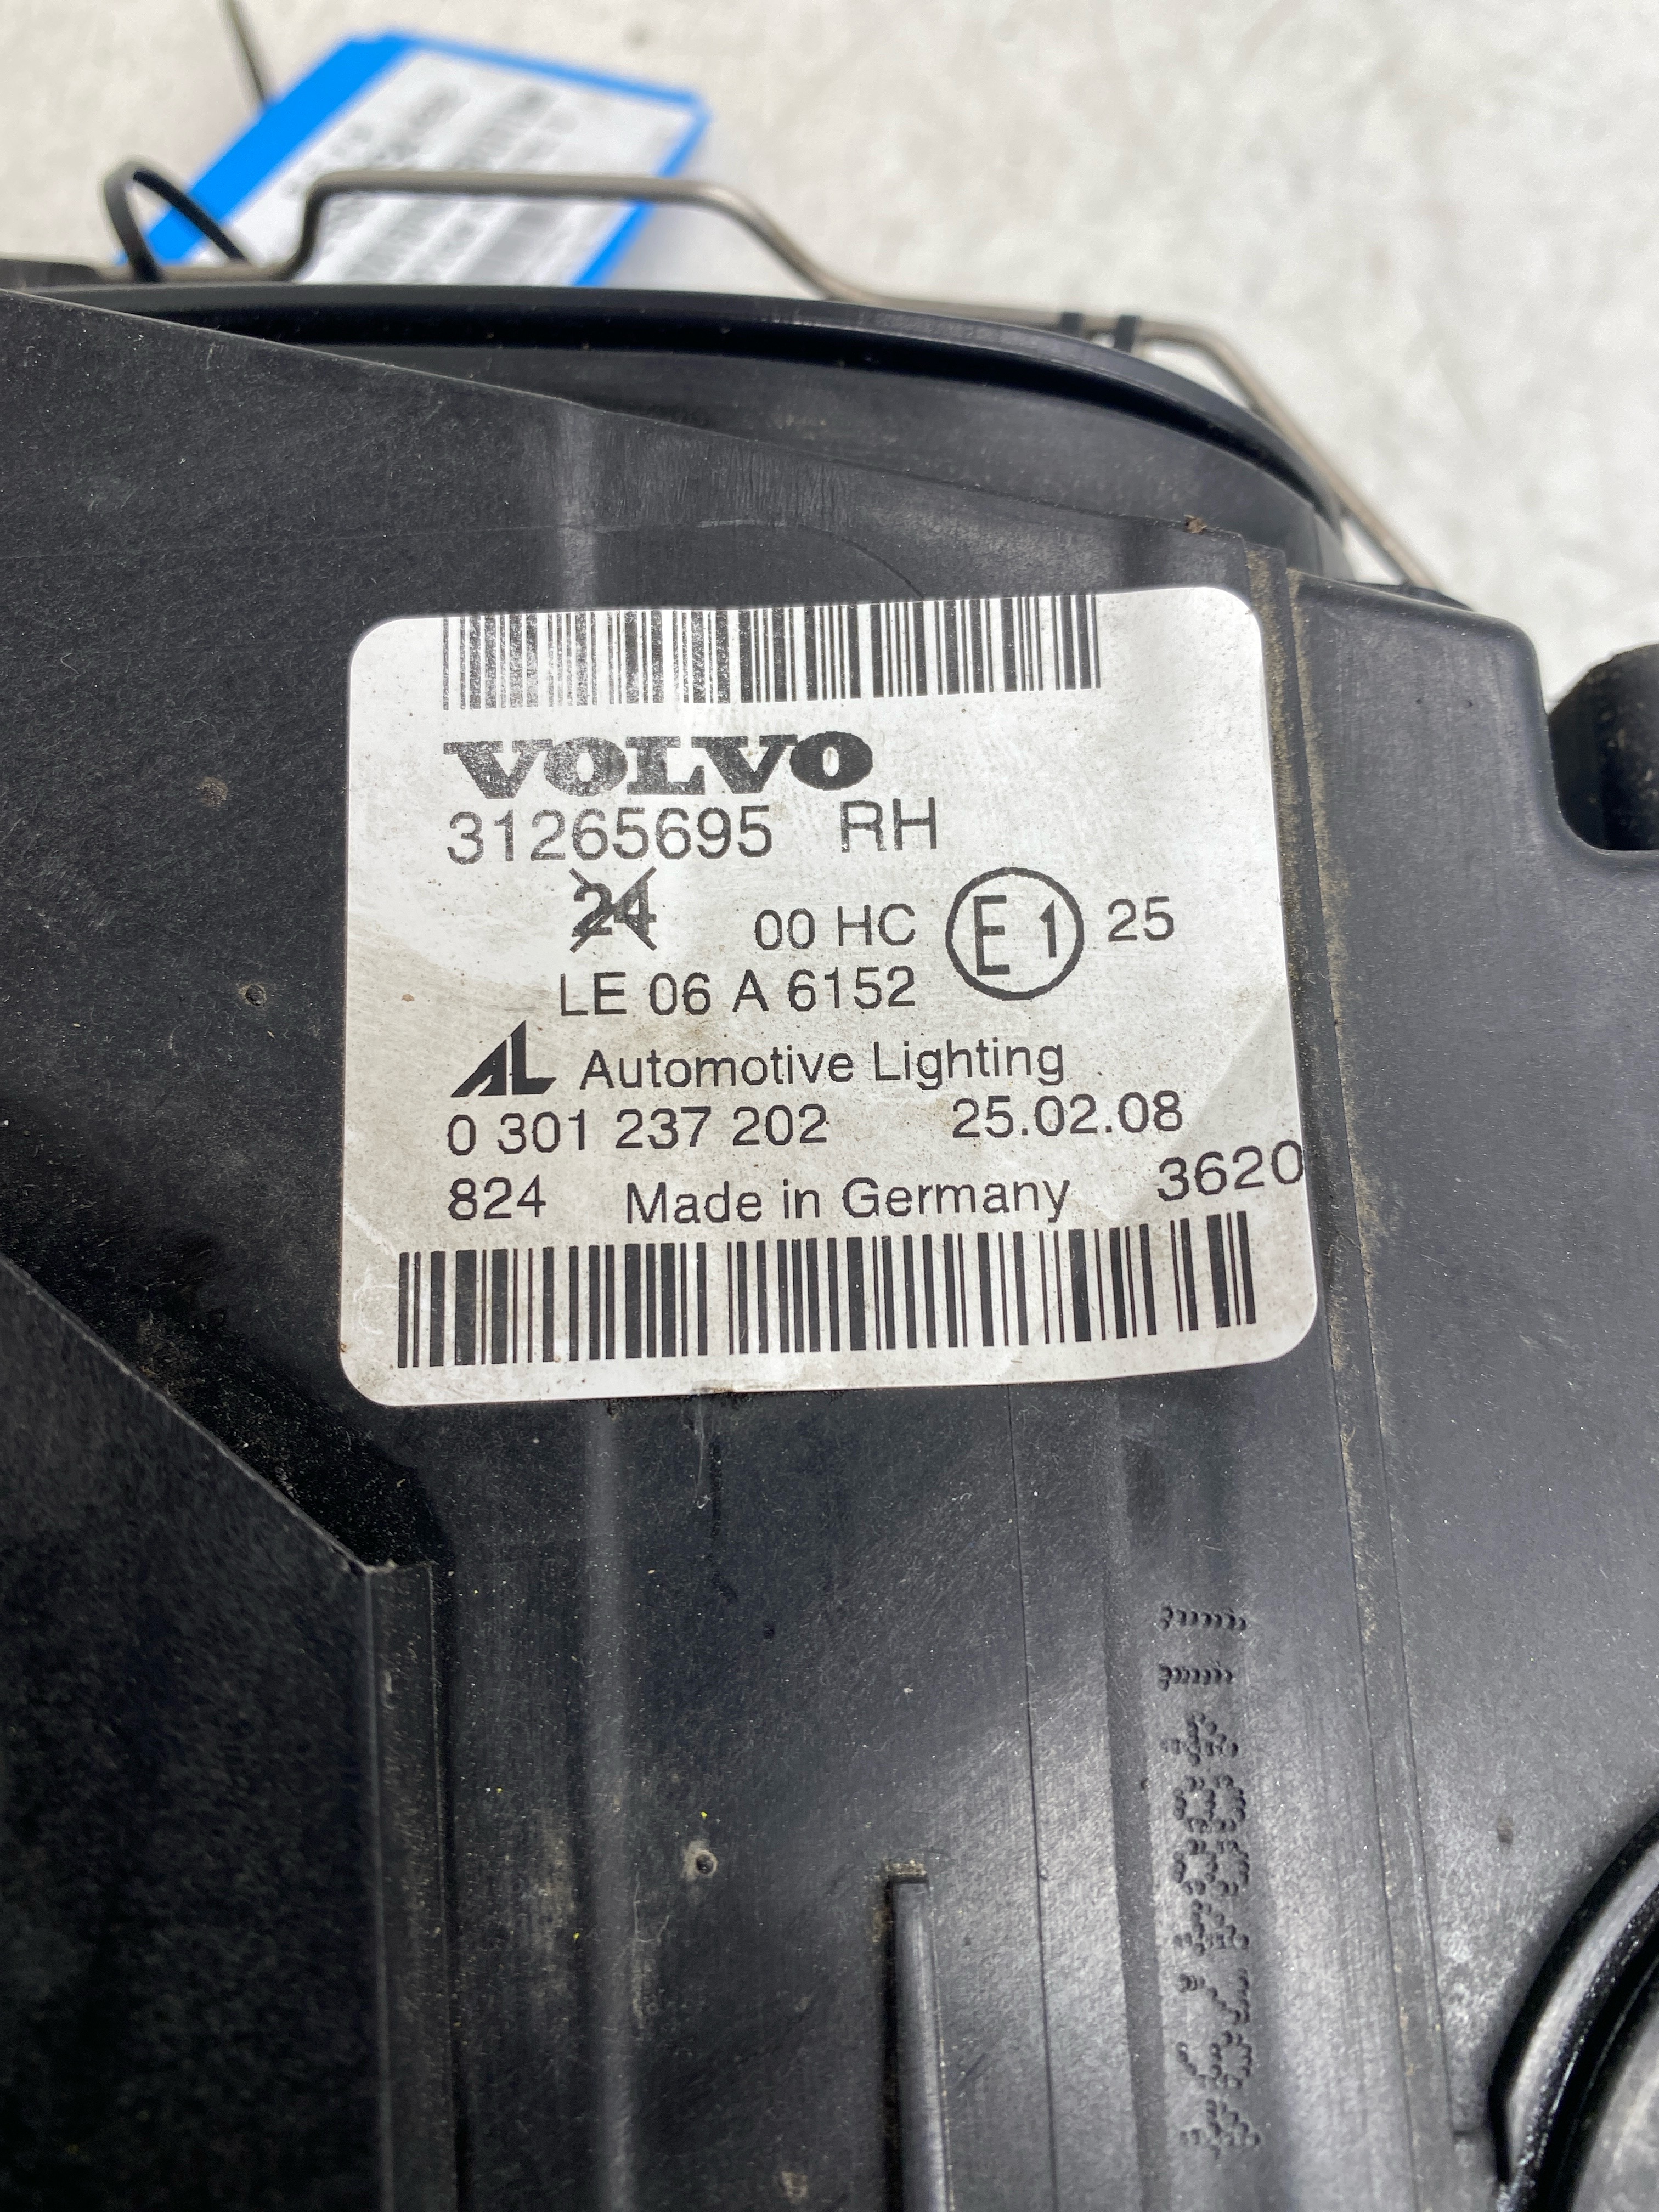 VOLVO
31265695 RH
24 00 HC E1 25
LE 06 A 6152
AL Automotive Lighting
0 301 237 202 25.02.08
824 Made in Germany 3620